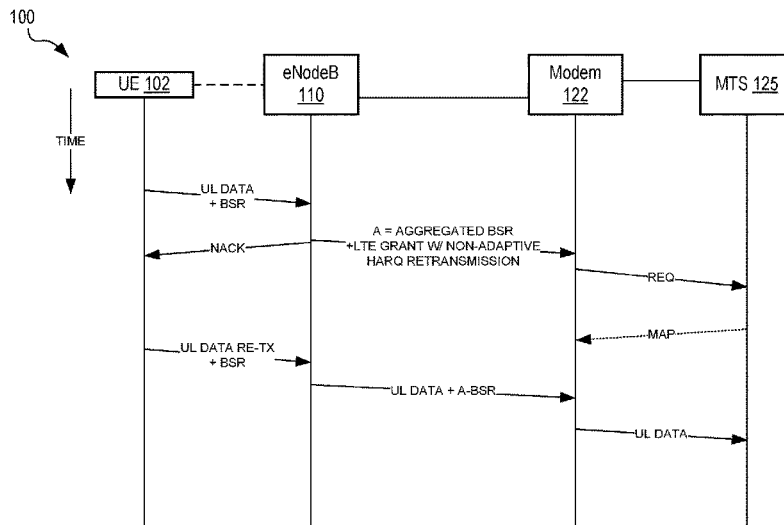 100
UE 102
eNodeB
110
Modem
122
MTS 125
TIME
UL DATA
+ BSR
NACK
A = AGGREGATED BSR
+LTE GRANT W/ NON-ADAPTIVE
HARQ RETRANSMISSION
REQ
MAP
UL DATA RE-TX
+ BSR
UL DATA + A-BSR
UL DATA